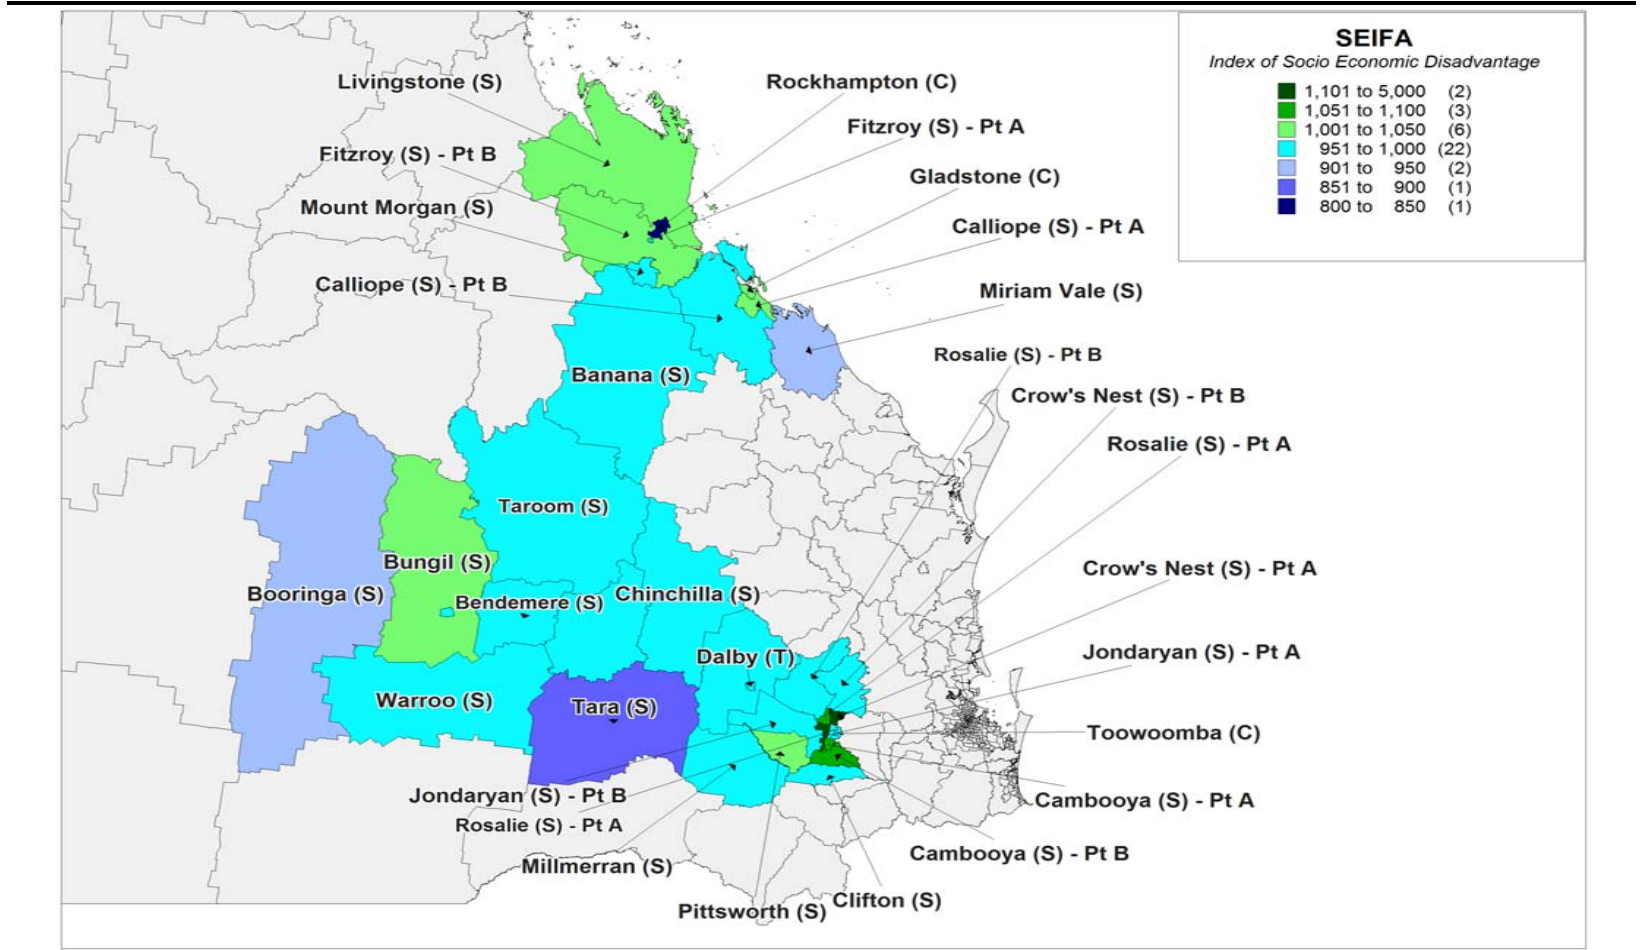 SEIFA
Index of Socio Economic Disadvantage
1,101 to 5,000 (2)
1,051 to 1,100 (3)
1,001 to 1,050 (6)
951 to 1,000 (22)
901 to 950 (2)
851 to 900 (1)
800 to 850 (1)
Livingstone (S)
Rockhampton (C)
Fitzroy (S) - Pt A
Fitzroy (S) - Pt B
Gladstone (C)
Mount Morgan (S)
Calliope (S) - Pt A
Calliope (S) - Pt B
Miriam Vale (S)
Rosalie (S) - Pt B
Banana (S)
Crow's Nest (S) - Pt B
Rosalie (S) - Pt A
Taroom (S)
Bungil (S)
Crow's Nest (S) - Pt A
Booringa (S)
Bendemere (S)
Chinchilla (S)
Dalby (T)
Jondaryan (S) - Pt A
Warroo (S)
Tara (S)
Toowoomba (C)
Jondaryan (S) - Pt B
Cambooya (S) - Pt A
Rosalie (S) - Pt A
Cambooya (S) - Pt B
Millmerran (S)
Clifton (S)
Pittsworth (S)